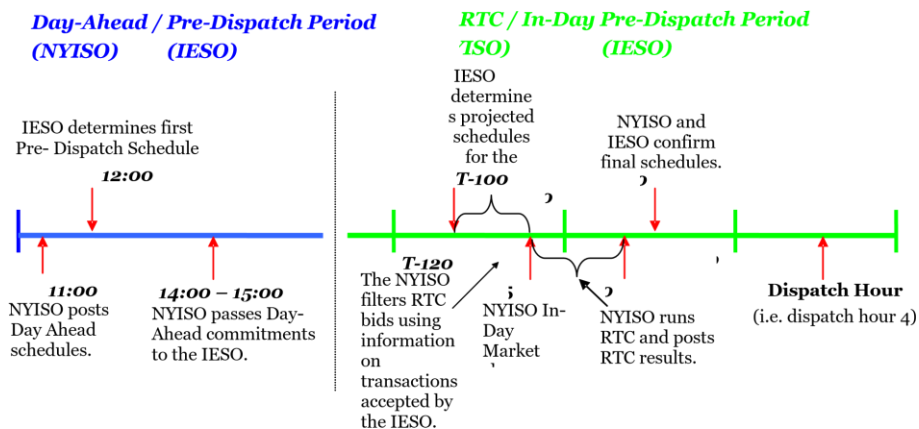 Day-Ahead / Pre-Dispatch Period
(NYISO) (IESO)
RTC / In-Day Pre-Dispatch Period
ISO) (IESO)
IESO determines first
Pre- Dispatch Schedule
12:00
11:00
NYISO posts
Day Ahead
schedules.
14:00 – 15:00
NYISO passes Day-
Ahead commitments
to the IESO.
IESO
determine
s projected
schedules
for the
T-100
NYISO and
IESO confirm
final schedules.
T-120
The NYISO
filters RTC
bids using
information
on
transactions
accepted by
the IESO.
NYISO In-
Day
Market
NYISO runs
RTC and posts
RTC results.
Dispatch Hour
(i.e. dispatch hour 4)